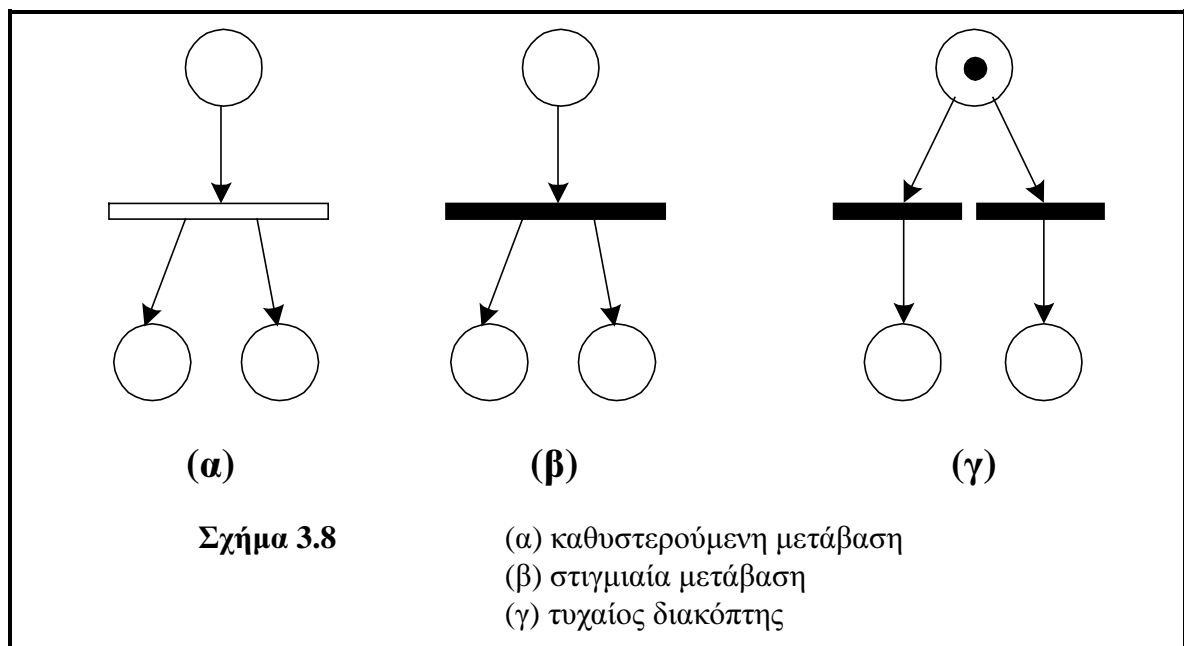 (α) (β) (γ)
Σχήμα 3.8 (α) καθυστερούμενη μετάβαση
(β) στιγμιαία μετάβαση
(γ) τυχαίος διακόπτης